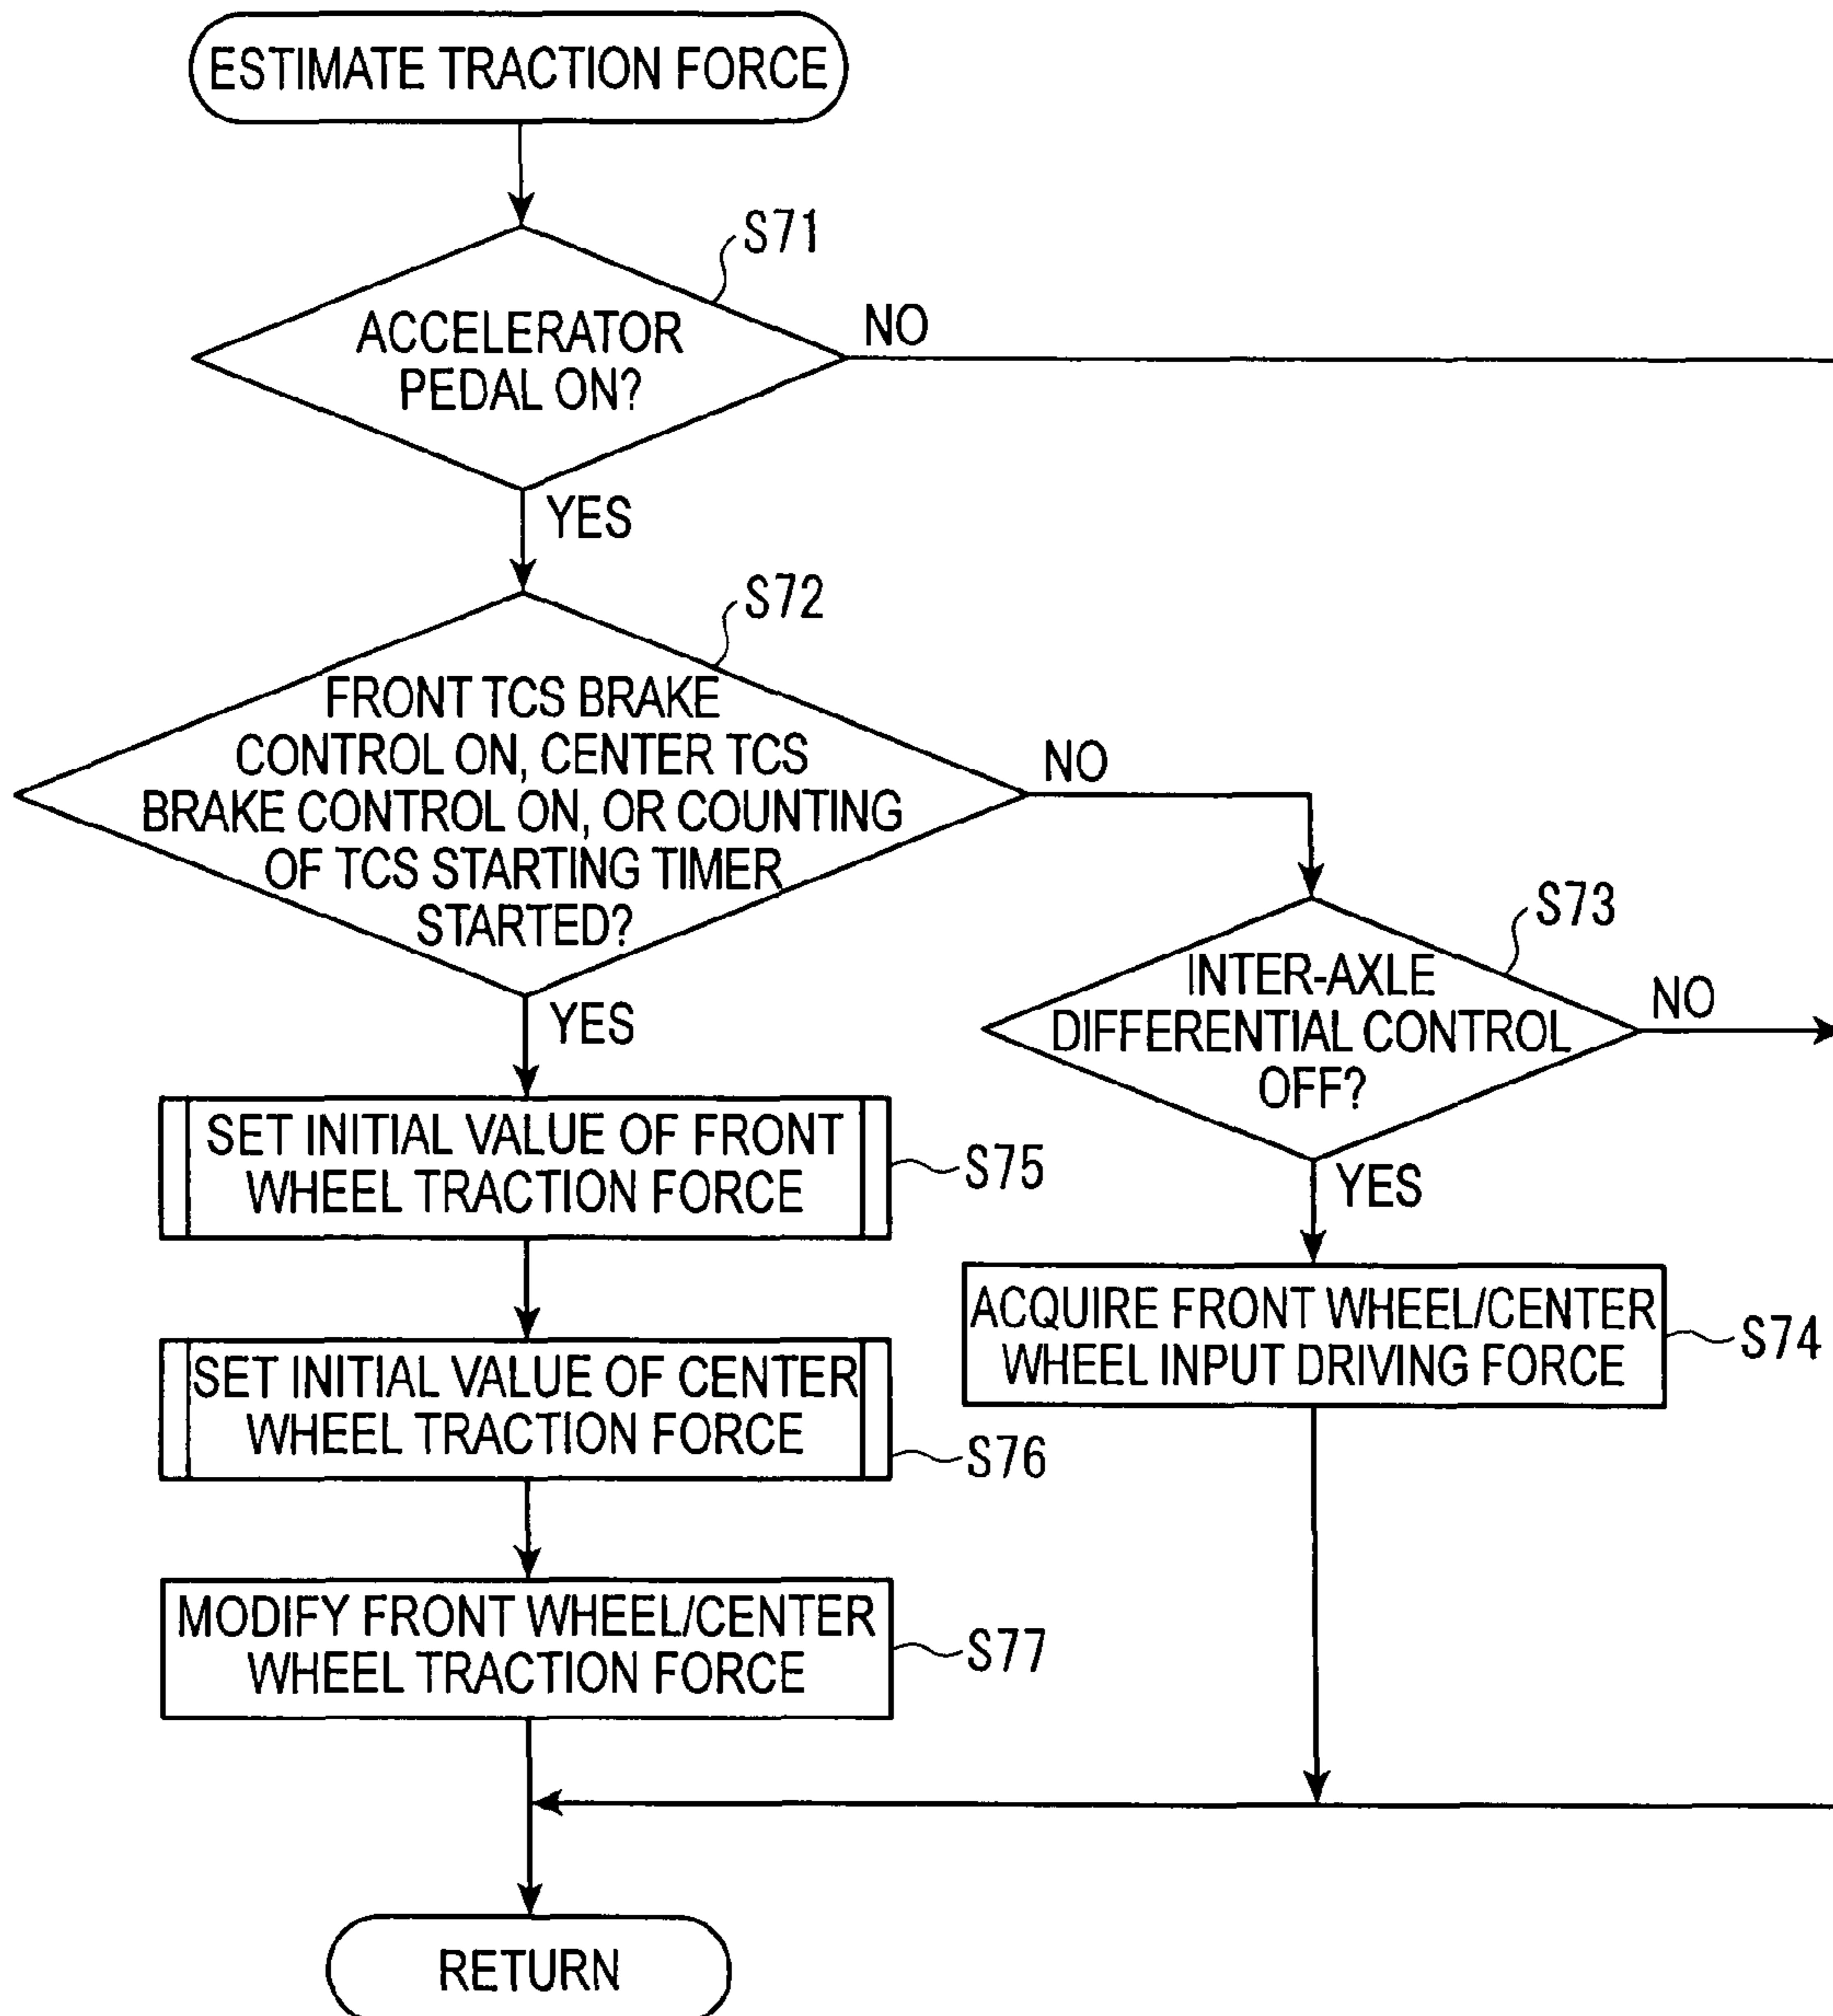 ESTIMATE TRACTION FORCE
S71
ACCELERATOR
PEDAL ON?
NO
YES
S72
FRONT TCS BRAKE
CONTROL ON, CENTER TCS
BRAKE CONTROL ON, OR COUNTING
OF TCS STARTING TIMER
STARTED?
NO
YES
S73
INTER-AXLE
DIFFERENTIAL CONTROL
OFF?
NO
YES
SET INITIAL VALUE OF FRONT
WHEEL TRACTION FORCE
S75
ACQUIRE FRONT WHEEL/CENTER
WHEEL INPUT DRIVING FORCE
S74
SET INITIAL VALUE OF CENTER
WHEEL TRACTION FORCE
S76
MODIFY FRONT WHEEL/CENTER
WHEEL TRACTION FORCE
S77
RETURN